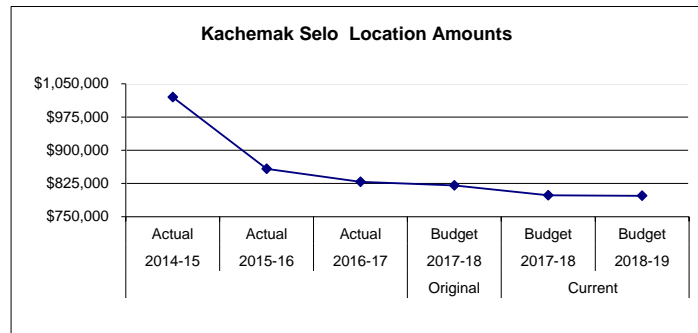 Kachemak Selo  Location Amounts
$1,050,000
$975,000
$900,000
$825,000
$750,000
Actual Actual Actual Budget Budget Budget
2014-15 2015-16 2016-17 2017-18 2017-18 2018-19
Original Current